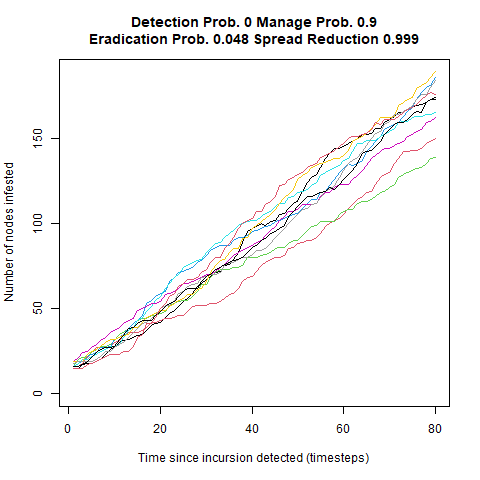 Detection Prob. 0 Manage Prob. 0.9
Eradication Prob. 0.048 Spread Reduction 0.999
Number of nodes infested
150
100
50
0
0 20 40 60 80
Time since incursion detected (timesteps)